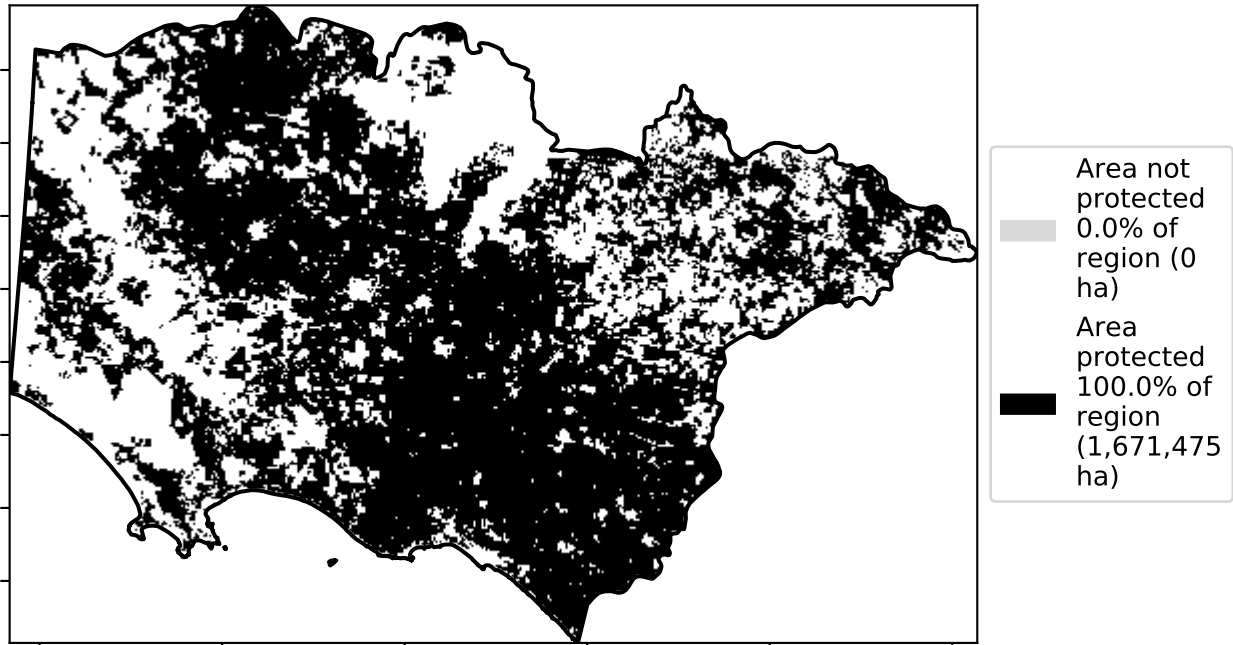 Area not
protected
0.0% of
region (0
ha)
Area
protected
100.0% of
region
(1,671,475
ha)